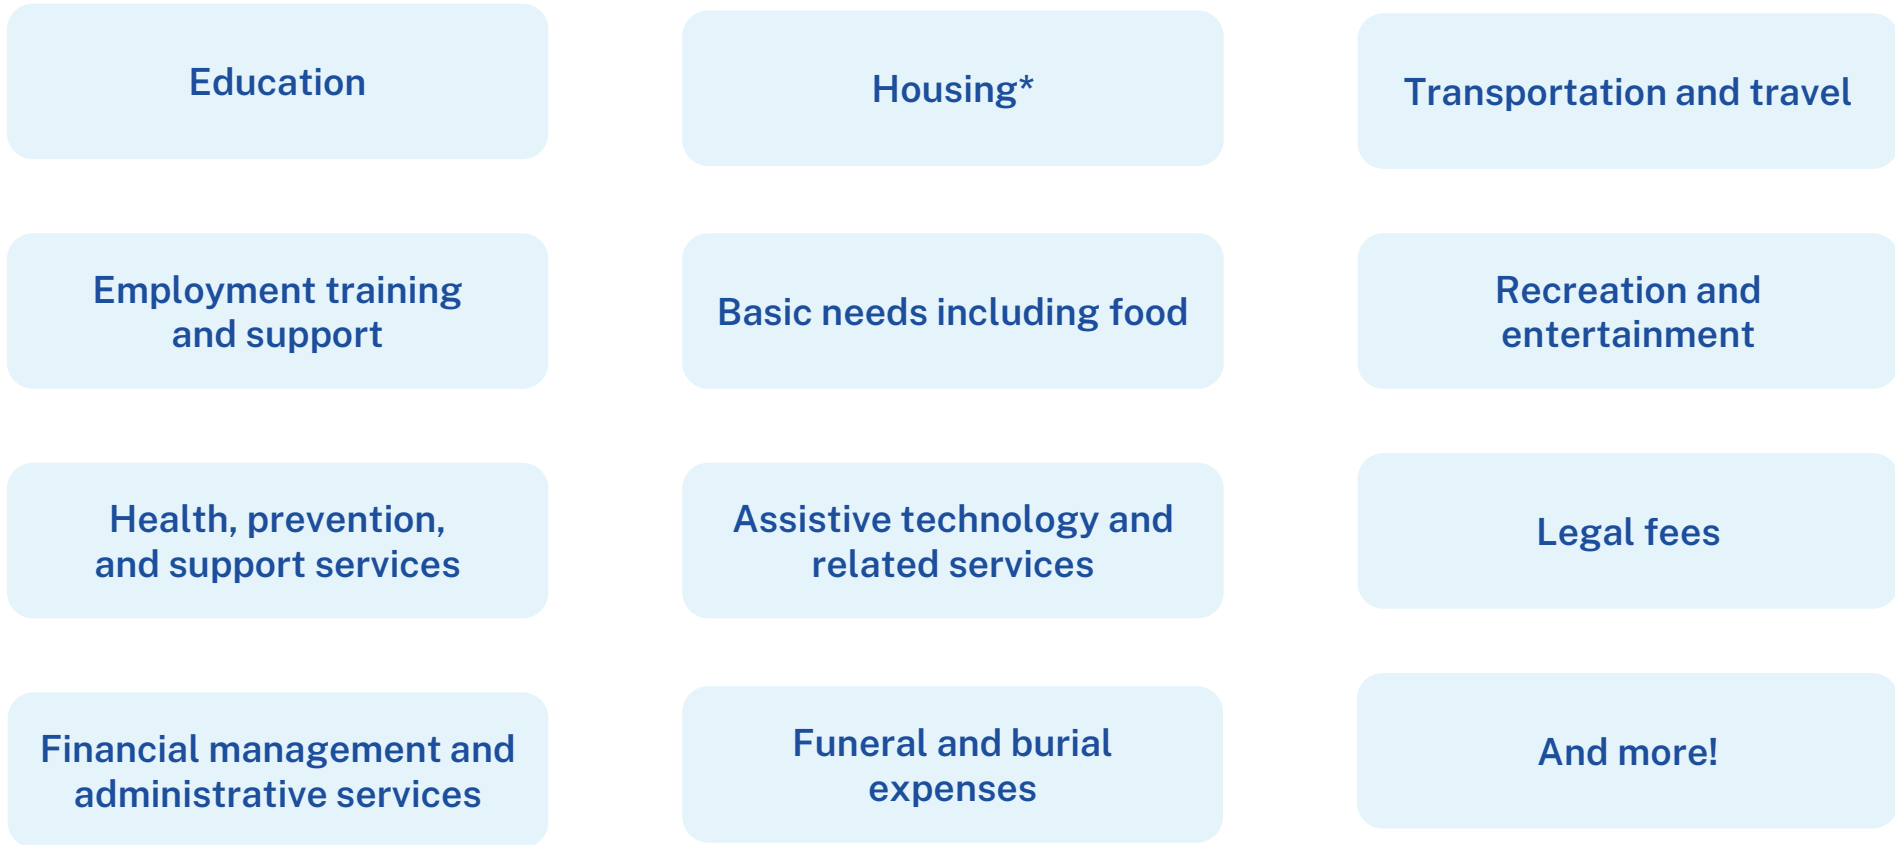 Education
Housing*
Transportation and travel
Employment training
and support
Basic needs including food
Recreation and
entertainment
Health, prevention,
and support services
Assistive technology and
related services
Legal fees
Financial management and
administrative services
Funeral and burial
expenses
And more!